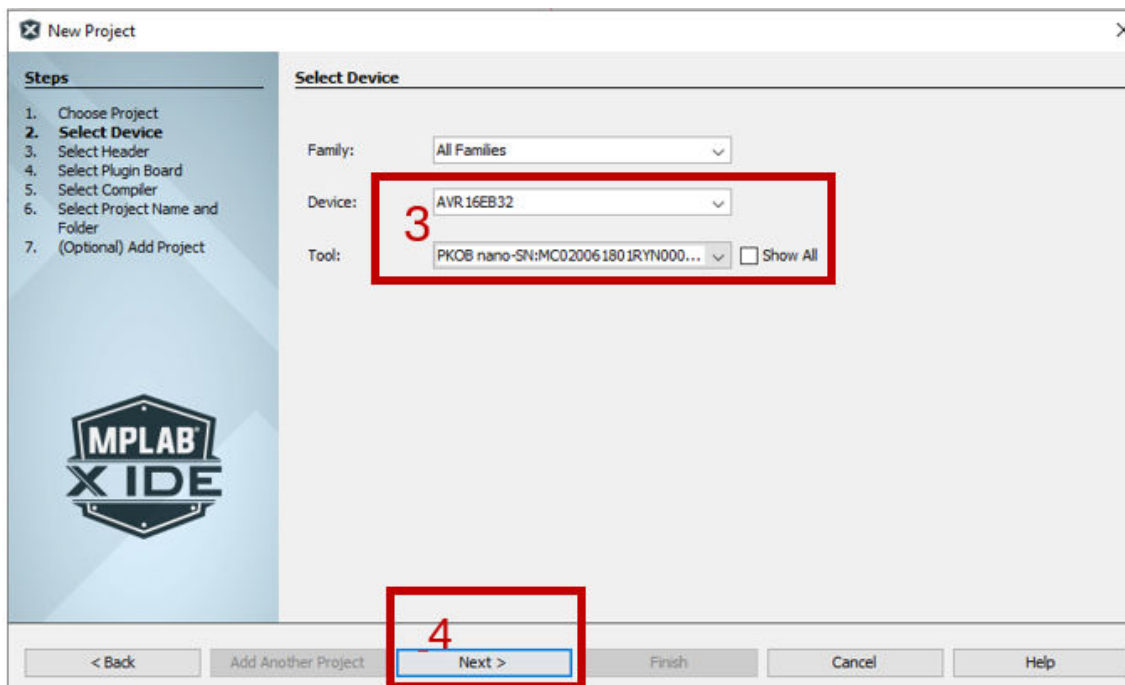 New Project
Steps
1. Choose Project
2. Select Device
3. Select Header
4. Select Plugin Board
5. Select Compiler
6. Select Project Name and
Folder
7. (Optional) Add Project
MPLAB
X IDE
Select Device
Family: All Families
Device: AVR16EB32
3
Tool: PKOB nano-SN:MC020061801RYN000... Show All
4
< Back Add Another Project Next > Finish Cancel Help